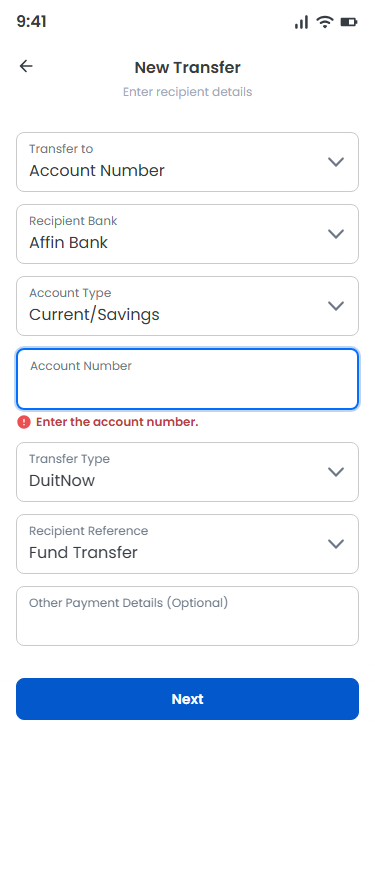 9:41
New Transfer
Enter recipient details
Transfer to
Account Number
Recipient Bank
Affin Bank
Account Type
Current/Savings
Account Number
Enter the account number.
Transfer Type
DuitNow
Recipient Reference
Fund Transfer
Other Payment Details (Optional)
Next